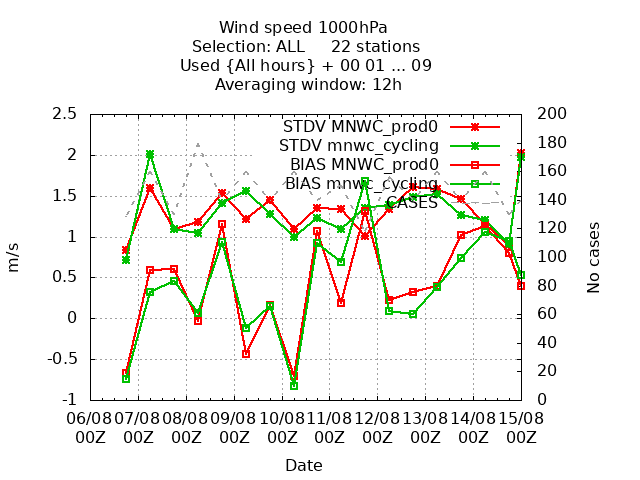 Wind speed 1000hPa
Selection: ALL 22 stations
Used {All hours} + 00 01 ... 09
Averaging window: 12h
STDV MNWC_prod0
STDV mnwc_cycling
BIAS MNWC_prod0
BIAS mnwc_cycling
CASES
m/s
2.5
2
1.5
1
0.5
0
-0.5
-1
No cases
200
180
160
140
120
100
80
60
40
20
0
06/08 07/08 08/08 09/08 10/08 11/08 12/08 13/08 14/08 15/08
00Z 00Z 00Z 00Z 00Z 00Z 00Z 00Z 00Z 00Z
Date